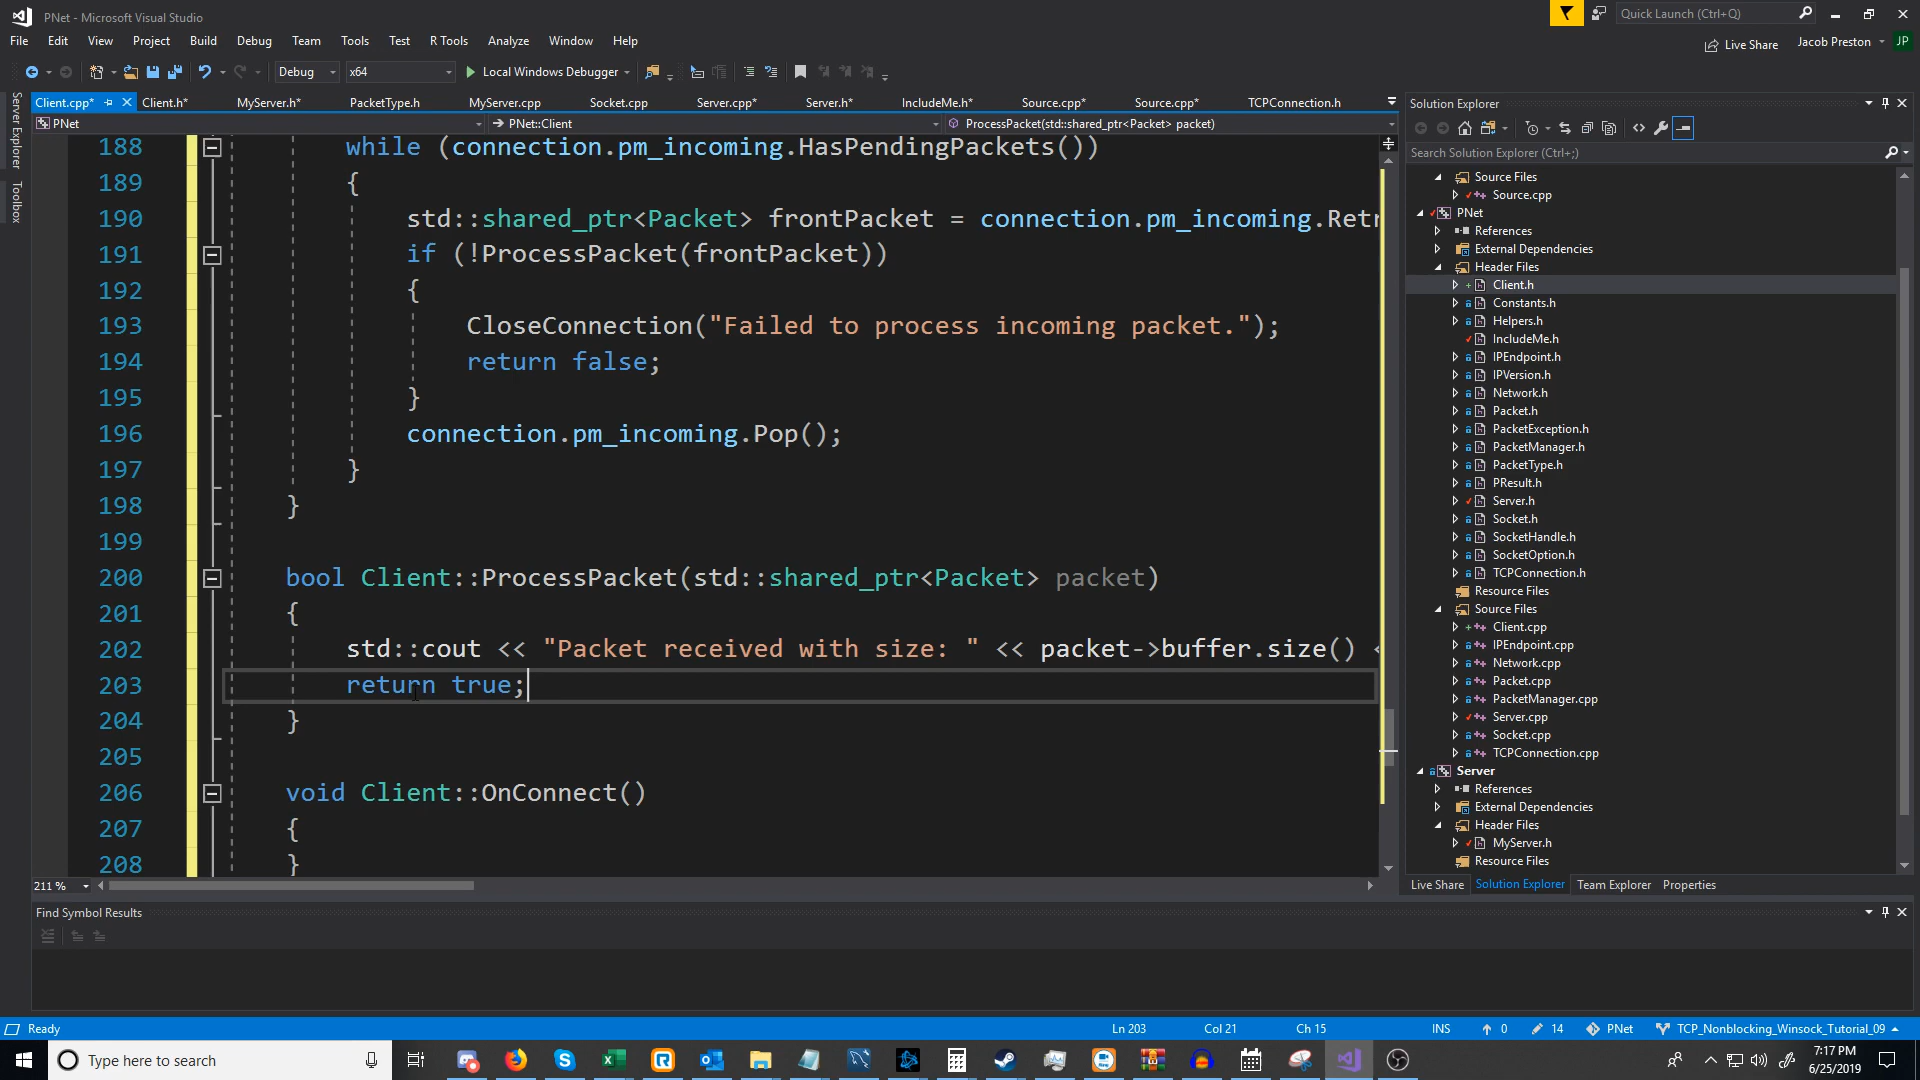 PNet - Microsoft Visual Studio
Quick Launch (Ctrl+Q)
File Edit View Project Build Debug Team Tools Test R Tools Analyze Window Help
Live Share Jacob Preston JP
Debug x64 Local Windows Debugger
Client.cpp* Client.h* MyServer.h* PacketType.h MyServer.cpp Socket.cpp Server.cpp* Server.h* IncludeMe.h* Source.cpp* Source.cpp* TCPConnection.h
PNet PNet::Client ProcessPacket(std::shared_ptr<Packet> packet)
Server Explorer
Toolbox
188 while (connection.pm_incoming.HasPendingPackets())
189 {
190 std::shared_ptr<Packet> frontPacket = connection.pm_incoming.Retr
191 if (!ProcessPacket(frontPacket))
192 {
193 CloseConnection("Failed to process incoming packet.");
194 return false;
195 }
196 connection.pm_incoming.Pop();
197 }
198 }
199
200 bool Client::ProcessPacket(std::shared_ptr<Packet> packet)
201 {
202 std::cout << "Packet received with size: " << packet->buffer.size() <
203 return true;
204 }
205
206 void Client::OnConnect()
207 {
208 }
211 %
Solution Explorer
Search Solution Explorer (Ctrl+;)
Source Files
Source.cpp
PNet
References
External Dependencies
Header Files
Client.h
Constants.h
Helpers.h
IncludeMe.h
IPEndpoint.h
IPVersion.h
Network.h
Packet.h
PacketException.h
PacketManager.h
PacketType.h
PResult.h
Server.h
Socket.h
SocketHandle.h
SocketOption.h
TCPConnection.h
Resource Files
Source Files
Client.cpp
IPEndpoint.cpp
Network.cpp
Packet.cpp
PacketManager.cpp
Server.cpp
Socket.cpp
TCPConnection.cpp
Server
References
External Dependencies
Header Files
MyServer.h
Resource Files
Live Share Solution Explorer Team Explorer Properties
Find Symbol Results
Ready Ln 203 Col 21 Ch 15 INS 0 14 PNet TCP_Nonblocking_Winsock_Tutorial_09
Type here to search
7:17 PM
6/25/2019